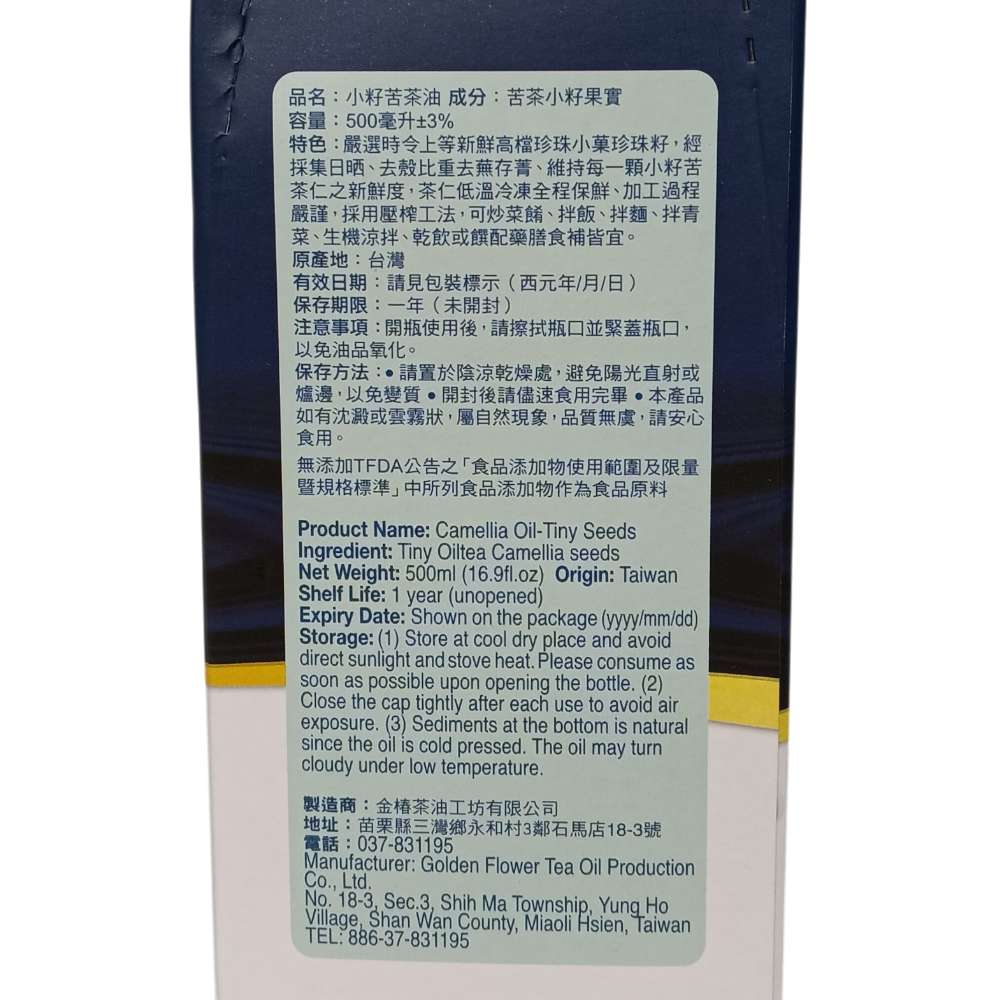 品名：小籽苦茶油 成分：苦茶小籽果實
容量：500毫升±3%
特色：嚴選時令上等新鮮高檔珍珠小菓珍珠籽，經
採集日晒、去殼比重去蕪存菁、維持每一顆小籽苦
茶仁之新鮮度，茶仁低溫冷凍全程保鮮、加工過程
嚴謹，採用壓榨工法，可炒菜餚、拌飯、拌麵、拌青
菜、生機涼拌、乾飲或饌配藥膳食補皆宜。
原產地：台灣
有效日期：請見包裝標示（西元年/月/日）
保存期限：一年（未開封）
注意事項：開瓶使用後，請擦拭瓶口並緊蓋瓶口，
以免油品氧化。
保存方法：• 請置於陰涼乾燥處，避免陽光直射或
爐邊，以免變質 • 開封後請儘速食用完畢 • 本產品
如有沈澱或雲霧狀，屬自然現象，品質無虞，請安心
食用。
無添加TFDA公告之「食品添加物使用範圍及限量
暨規格標準」中所列食品添加物作為食品原料
Product Name: Camellia Oil-Tiny Seeds
Ingredient: Tiny Oiltea Camellia seeds
Net Weight: 500ml (16.9fl.oz) Origin: Taiwan
Shelf Life: 1 year (unopened)
Expiry Date: Shown on the package (yyyy/mm/dd)
Storage: (1) Store at cool dry place and avoid
direct sunlight and stove heat. Please consume as
soon as possible upon opening the bottle. (2)
Close the cap tightly after each use to avoid air
exposure. (3) Sediments at the bottom is natural
since the oil is cold pressed. The oil may turn
cloudy under low temperature.
製造商：金椿茶油工坊有限公司
地址：苗栗縣三灣鄉永和村3鄰石馬店18-3號
電話：037-831195
Manufacturer: Golden Flower Tea Oil Production
Co., Ltd.
No. 18-3, Sec.3, Shih Ma Township, Yung Ho
Village, Shan Wan County, Miaoli Hsien, Taiwan
TEL: 886-37-831195